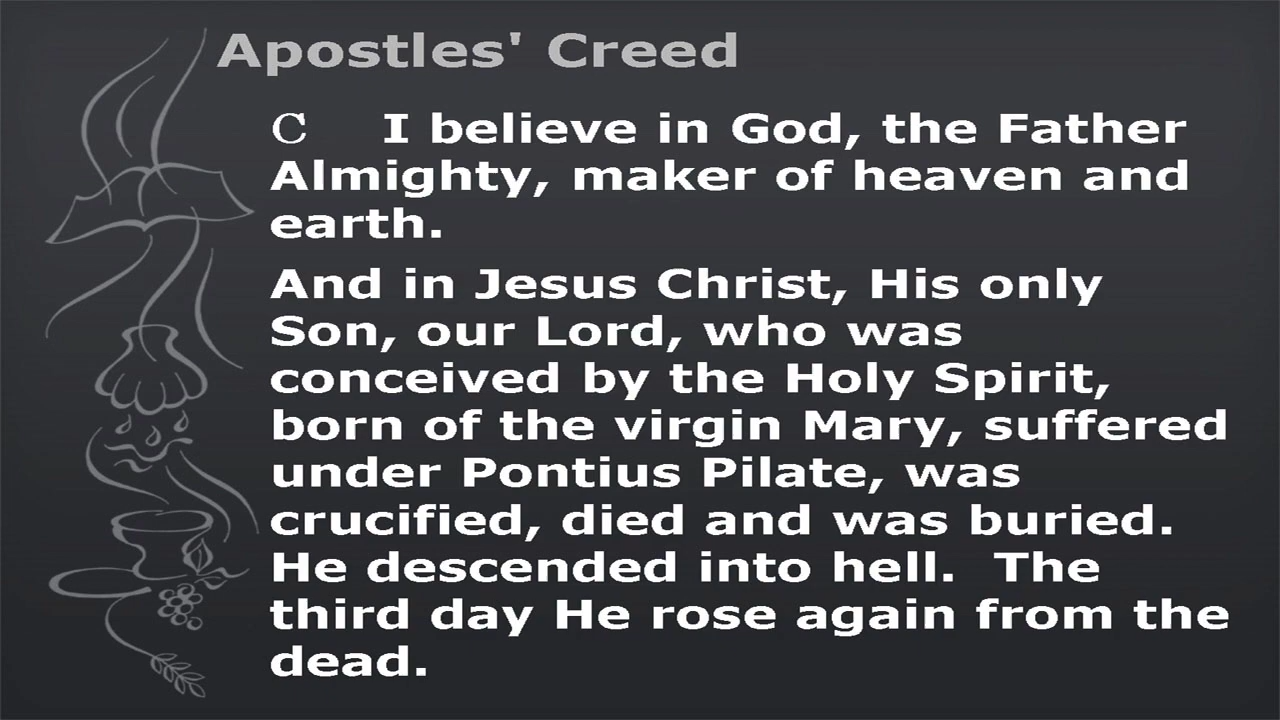 Apostles' Creed
C I believe in God, the Father
Almighty, maker of heaven and
earth.
And in Jesus Christ, His only
Son, our Lord, who was
conceived by the Holy Spirit,
born of the virgin Mary, suffered
under Pontius Pilate, was
crucified, died and was buried.
He descended into hell.  The
third day He rose again from the
dead.